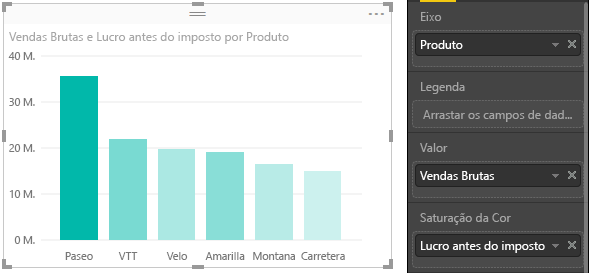 Vendas Brutas e Lucro antes do imposto por Produto
40 M.
30 M.
20 M.
10 M.
0 M.
Paseo VTT Velo Amarilla Montana Carretera
Eixo
Produto
Legenda
Arrastar os campos de dad...
Valor
Vendas Brutas
Saturação da Cor
Lucro antes do imposto